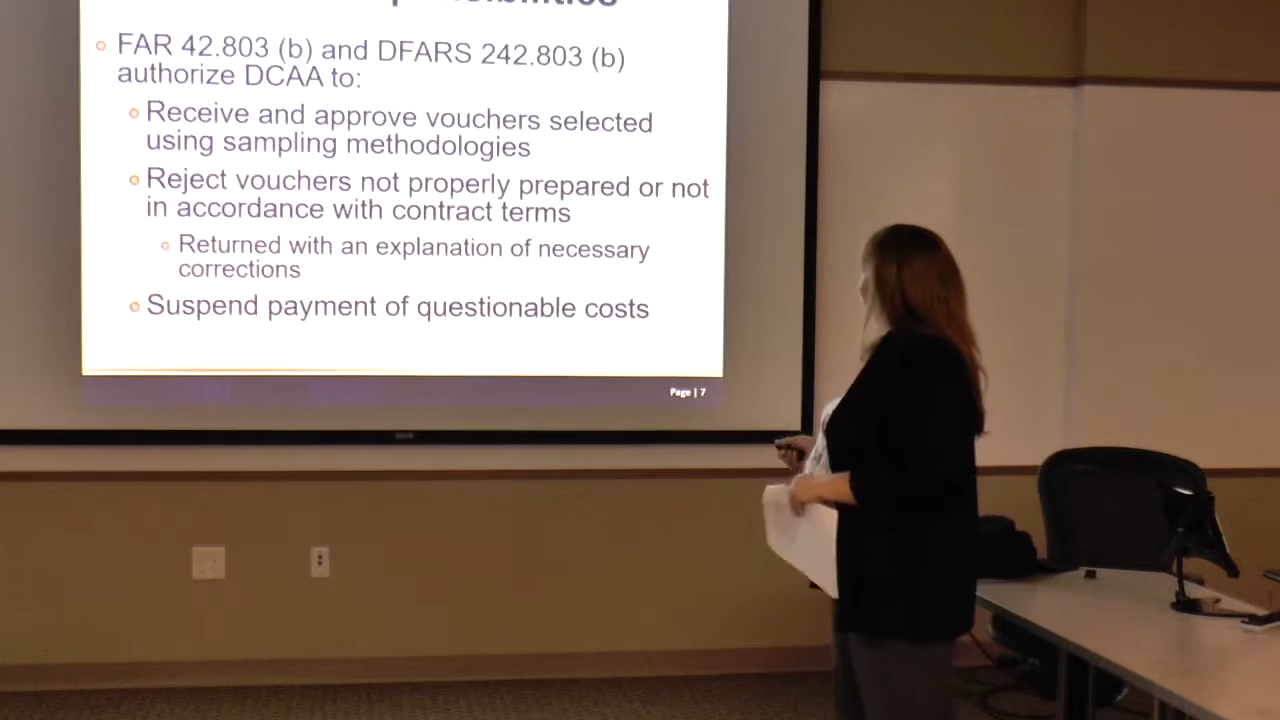 FAR 42.803 (b) and DFARS 242.803 (b)
authorize DCAA to:
Receive and approve vouchers selected
using sampling methodologies
Reject vouchers not properly prepared or not
in accordance with contract terms
Returned with an explanation of necessary
corrections
Suspend payment of questionable costs
Page | 7